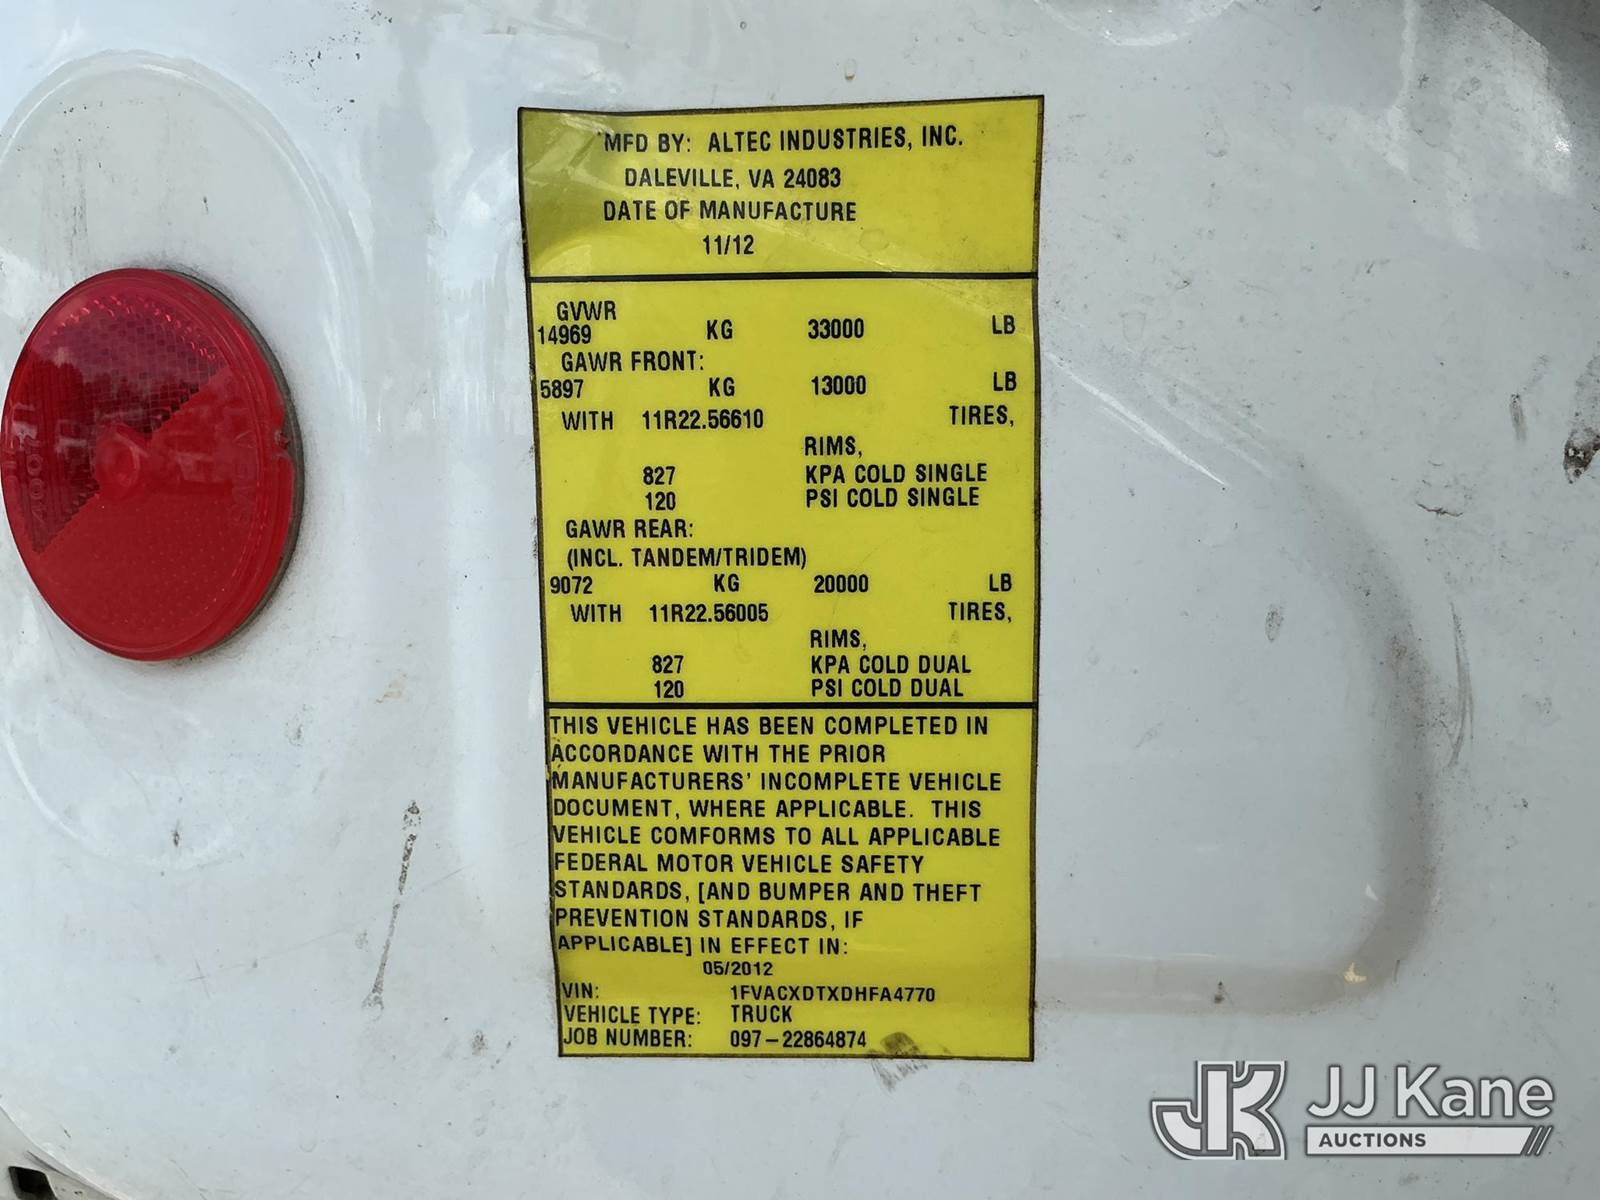 MFD BY: ALTEC INDUSTRIES, INC.
DALEVILLE, VA 24083
DATE OF MANUFACTURE
11/12
GVWR
14969 KG 33000 LB
GAWR FRONT:
5897 KG 13000 LB
WITH 11R22.56610 TIRES,
RIMS,
827 KPA COLD SINGLE
120 PSI COLD SINGLE
GAWR REAR:
(INCL. TANDEM/TRIDEM)
9072 KG 20000 LB
WITH 11R22.56005 TIRES,
RIMS,
827 KPA COLD DUAL
120 PSI COLD DUAL
THIS VEHICLE HAS BEEN COMPLETED IN
ACCORDANCE WITH THE PRIOR
MANUFACTURERS' INCOMPLETE VEHICLE
DOCUMENT, WHERE APPLICABLE. THIS
VEHICLE COMFORMS TO ALL APPLICABLE
FEDERAL MOTOR VEHICLE SAFETY
STANDARDS, [AND BUMPER AND THEFT
PREVENTION STANDARDS, IF
APPLICABLE] IN EFFECT IN:
05/2012
VIN: 1FVACXDTXDHFA4770
VEHICLE TYPE: TRUCK
JOB NUMBER: 097-22864874
JK JJ Kane
AUCTIONS